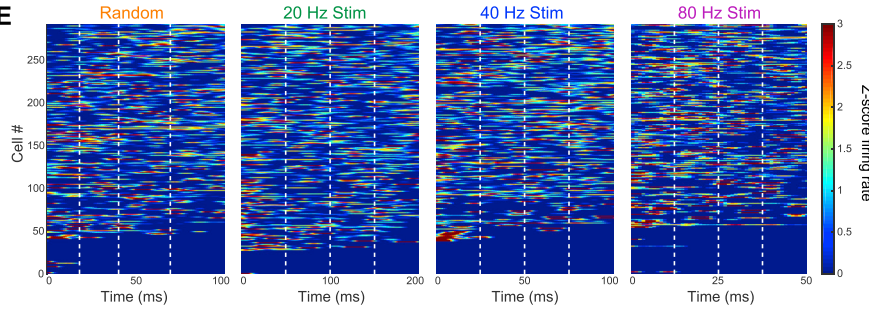 E
Random
20 Hz Stim
40 Hz Stim
80 Hz Stim
Cell #
250
200
150
100
50
0
0 50 100
Time (ms)
0 100 200
Time (ms)
0 50 100
Time (ms)
0 25 50
Time (ms)
3
2.5
2
1.5
1
0.5
0
Z-score firing rate